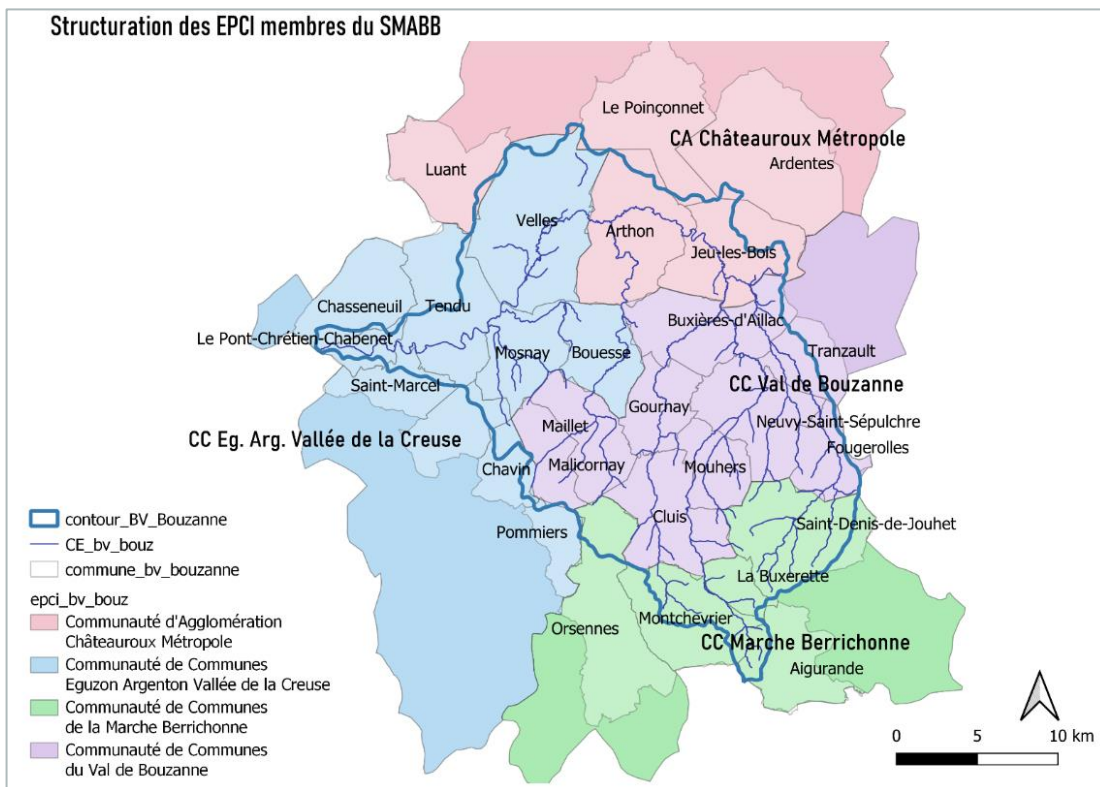 Structuration des EPCI membres du SMABB
Le Poinçonnet
CA Châteauroux Métropole
Ardentes
Luant
Velles
Arthon
Jeu-les-Bois
Chasseneuil
Tendu
Buxières-d'Aillac
Le Pont-Chrétien-Chabenet
Mosnay
Bouesse
Tranzault
Saint-Marcel
CC Val de Bouzanne
Gournay
Maillet
Neuvy-Saint-Sépulchre
CC Eg. Arg. Vallée de la Creuse
Fougerolles
Chavin
Malicornay
Mouhers
Cluis
Saint-Denis-de-Jouhet
Pommiers
La Buxerette
Montchevrier
Orsennes
CC Marche Berrichonne
Aigurande
contour_BV_Bouzanne
CE_bv_bouz
commune_bv_bouzanne
epci_bv_bouz
Communauté d'Agglomération
Châteauroux Métropole
Communauté de Communes
Eguzon Argenton Vallée de la Creuse
Communauté de Communes
de la Marche Berrichonne
Communauté de Communes
du Val de Bouzanne
0 5 10 km